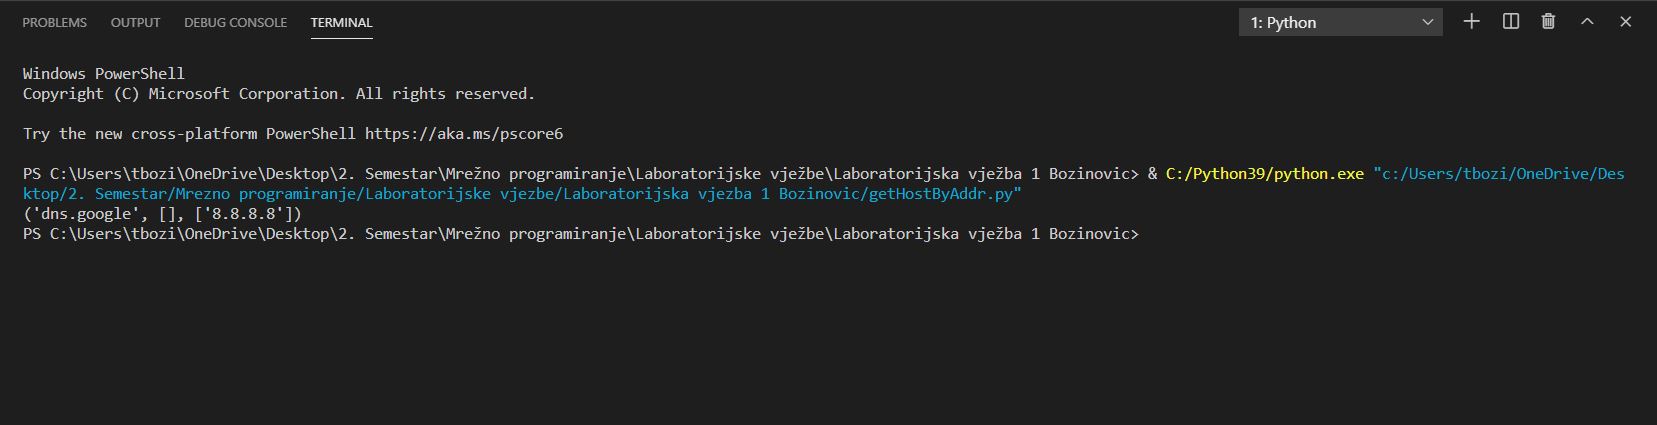 PROBLEMS OUTPUT DEBUG CONSOLE TERMINAL 1: Python
Windows PowerShell
Copyright (C) Microsoft Corporation. All rights reserved.
Try the new cross-platform PowerShell https://aka.ms/pscore6
PS C:\Users\tbozi\OneDrive\Desktop\2. Semestar\Mrežno programiranje\Laboratorijske vježbe\Laboratorijska vježba 1 Bozinovic> & C:/Python39/python.exe "c:/Users/tbozi/OneDrive/Des
ktop/2. Semestar/Mrezno programiranje/Laboratorijske vjezbe/Laboratorijska vjezba 1 Bozinovic/getHostByAddr.py"
('dns.google', [], ['8.8.8.8'])
PS C:\Users\tbozi\OneDrive\Desktop\2. Semestar\Mrežno programiranje\Laboratorijske vježbe\Laboratorijska vježba 1 Bozinovic>